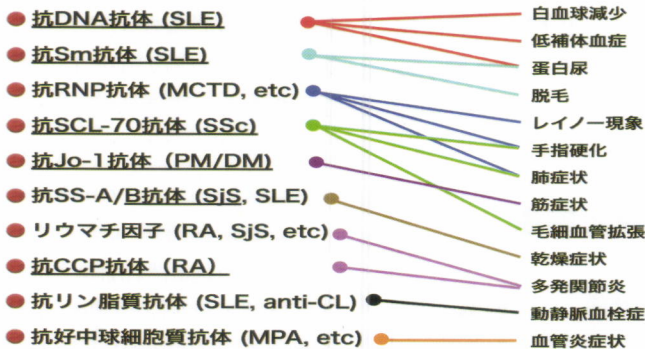 抗DNA抗体 (SLE)
抗Sm抗体 (SLE)
抗RNP抗体 (MCTD, etc)
抗SCL-70抗体 (SSc)
抗Jo-1抗体 (PM/DM)
抗SS-A/B抗体 (SjS, SLE)
リウマチ因子 (RA, SjS, etc)
抗CCP抗体 (RA)
抗リン脂質抗体 (SLE, anti-CL)
抗好中球細胞質抗体 (MPA, etc)
白血球減少
低補体血症
蛋白尿
脱毛
レイノー現象
手指硬化
肺症状
筋症状
毛細血管拡張
乾燥症状
多発関節炎
動静脈血栓症
血管炎症状